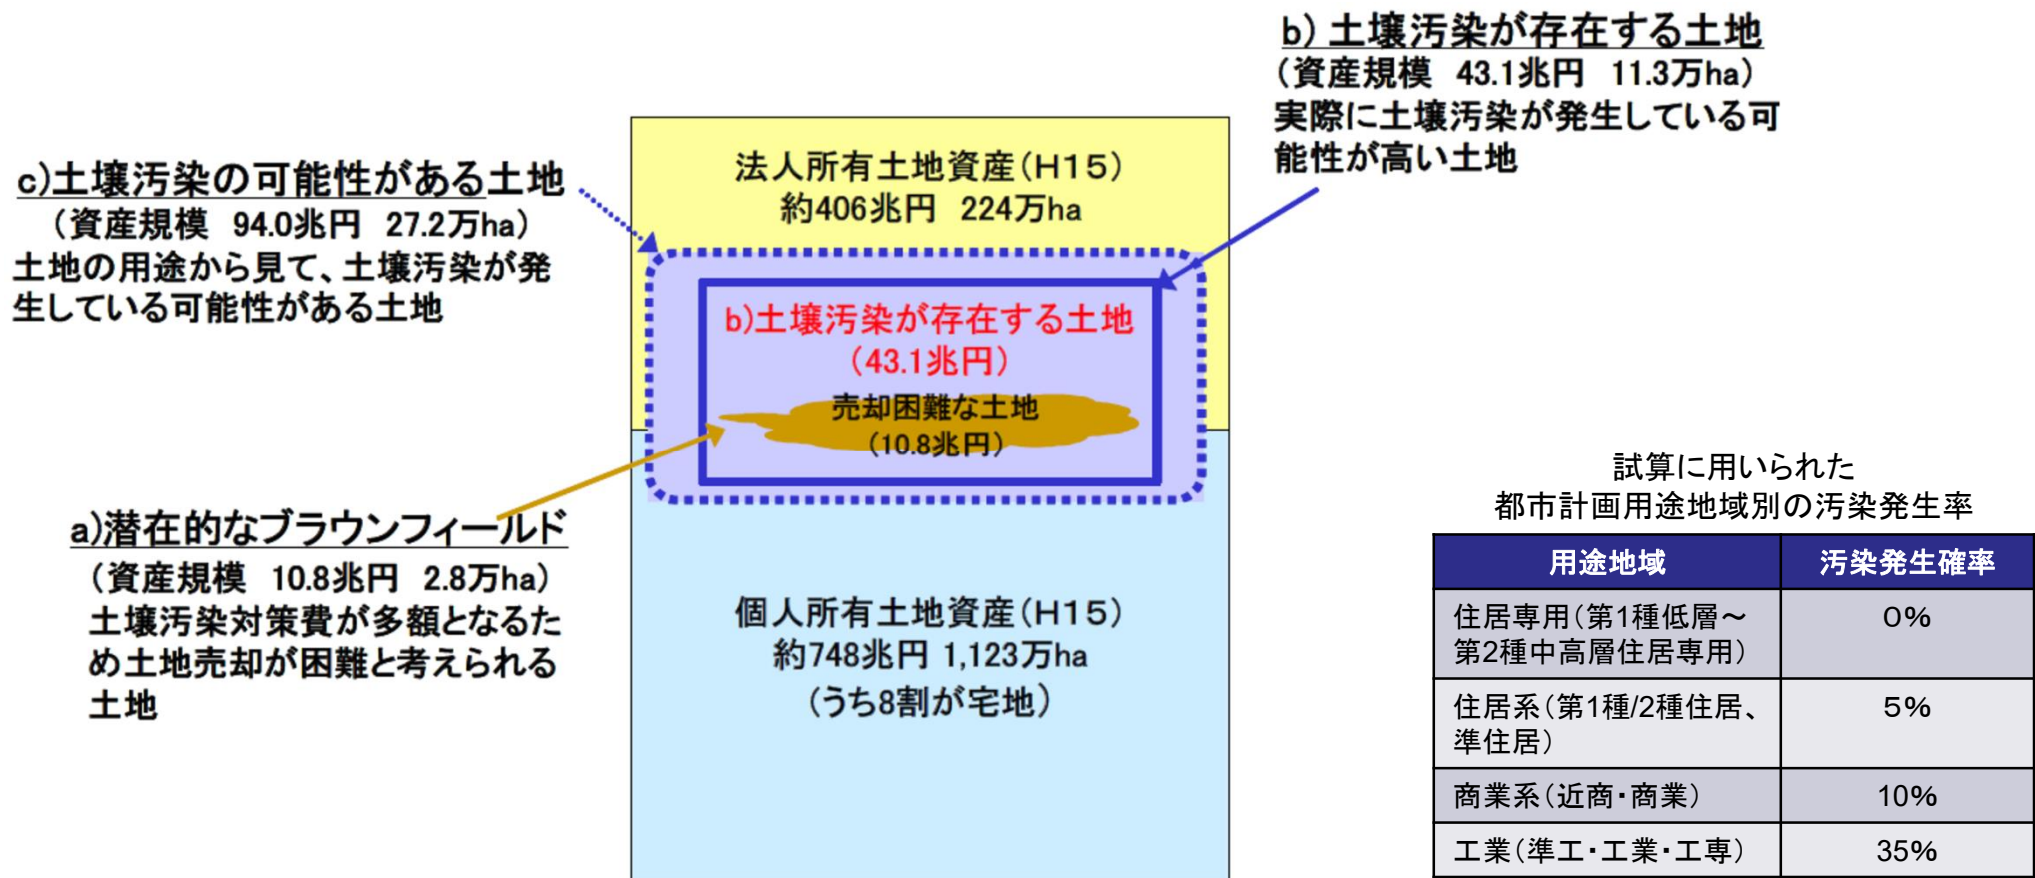 b) 土壌汚染が存在する土地
(資産規模 43.1兆円 11.3万ha)
実際に土壌汚染が発生している可
能性が高い土地
c)土壌汚染の可能性がある土地
(資産規模 94.0兆円 27.2万ha)
土地の用途から見て、土壌汚染が発
生している可能性がある土地
法人所有土地資産(H15)
約406兆円 224万ha
b)土壌汚染が存在する土地
(43.1兆円)
売却困難な土地
(10.8兆円)
a)潜在的なブラウンフィールド
(資産規模 10.8兆円 2.8万ha)
土壌汚染対策費が多額となるた
め土地売却が困難と考えられる
土地
個人所有土地資産(H15)
約748兆円 1,123万ha
(うち8割が宅地)
試算に用いられた
都市計画用途地域別の汚染発生率
用途地域 汚染発生確率
住居専用(第1種低層~ 0%
第2種中高層住居専用)
住居系(第1種/2種住居、 5%
準住居)
商業系(近商・商業) 10%
工業(準工・工業・工専) 35%